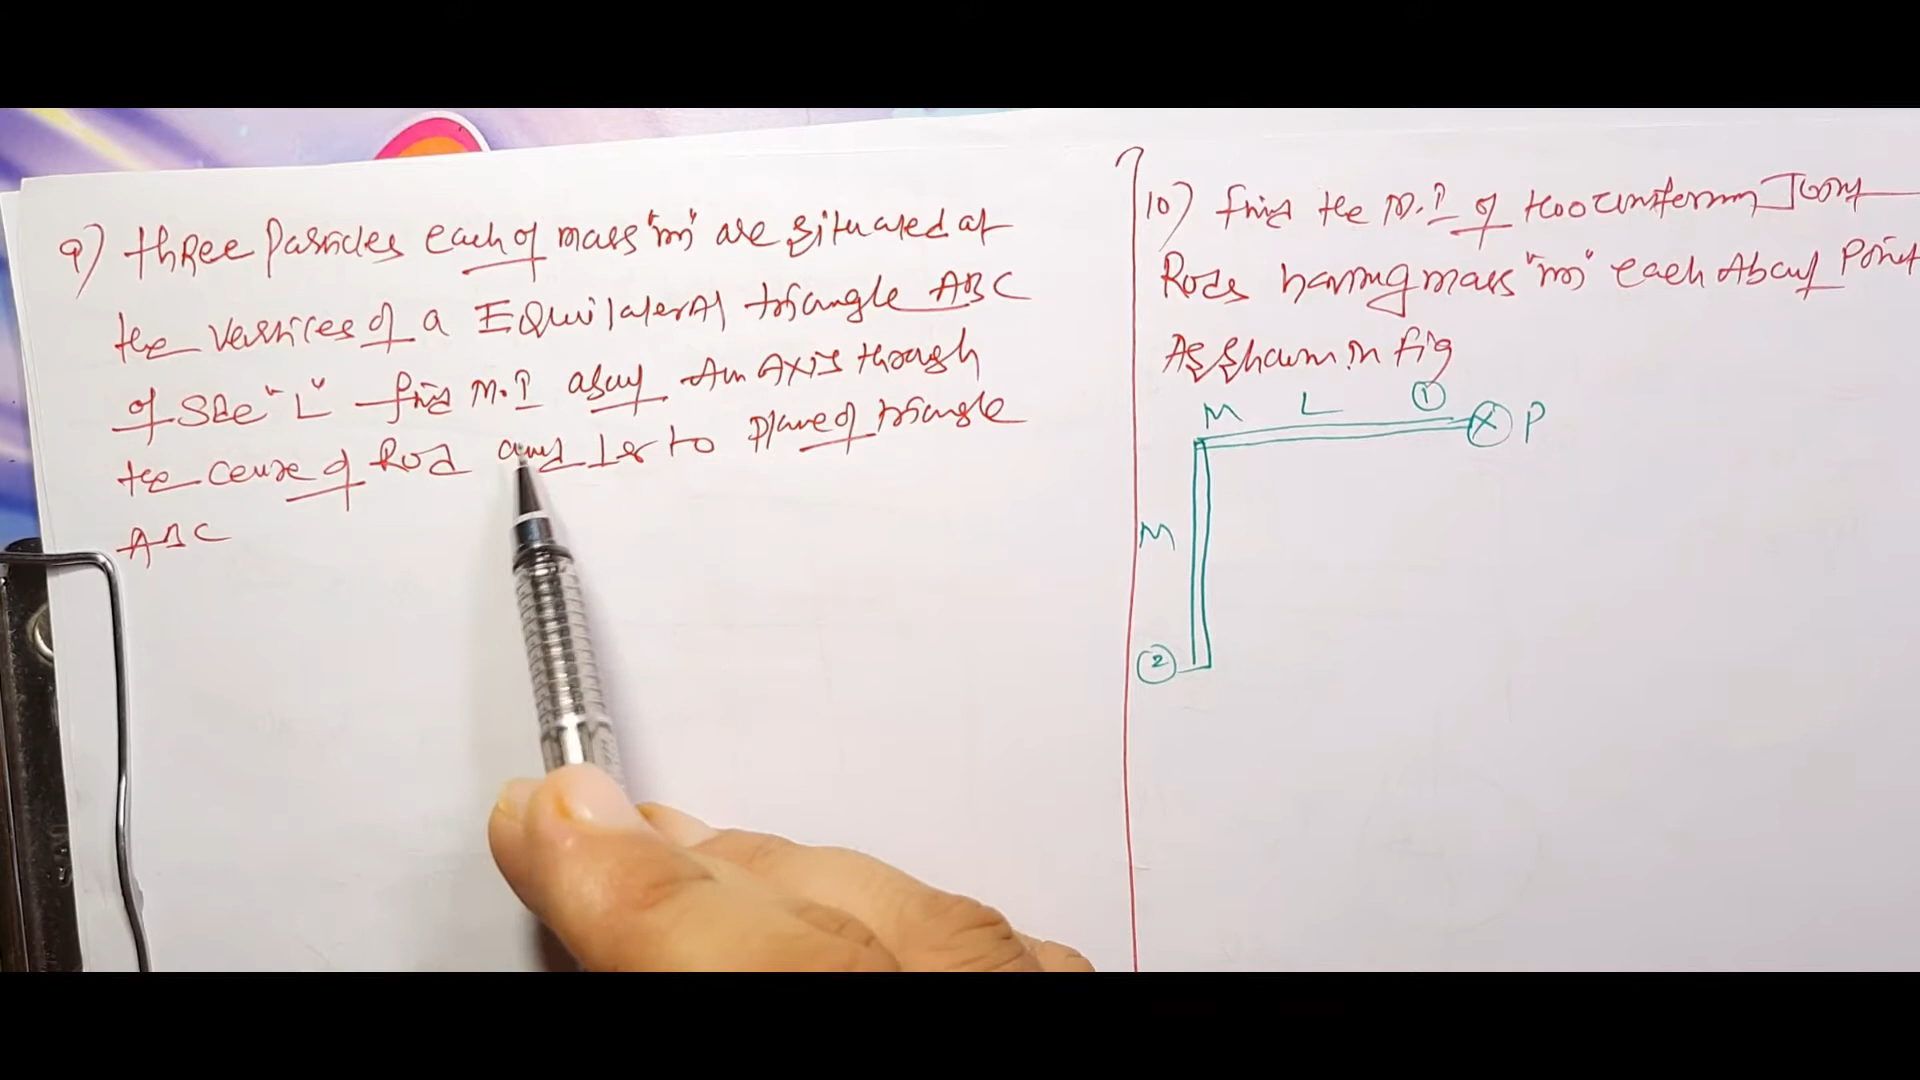 9) three Particles each of mass "m" are situated at
the vertices of a EQuilateral triangle ABC
of Side "L" find M.I about An AXIS through
the Centre of Rod and ⊥er to plane of triangle
ABC
10) find the M.I of two uniform
Rods having mass "m" each About Point
As shown in fig
M L ① P
M
②